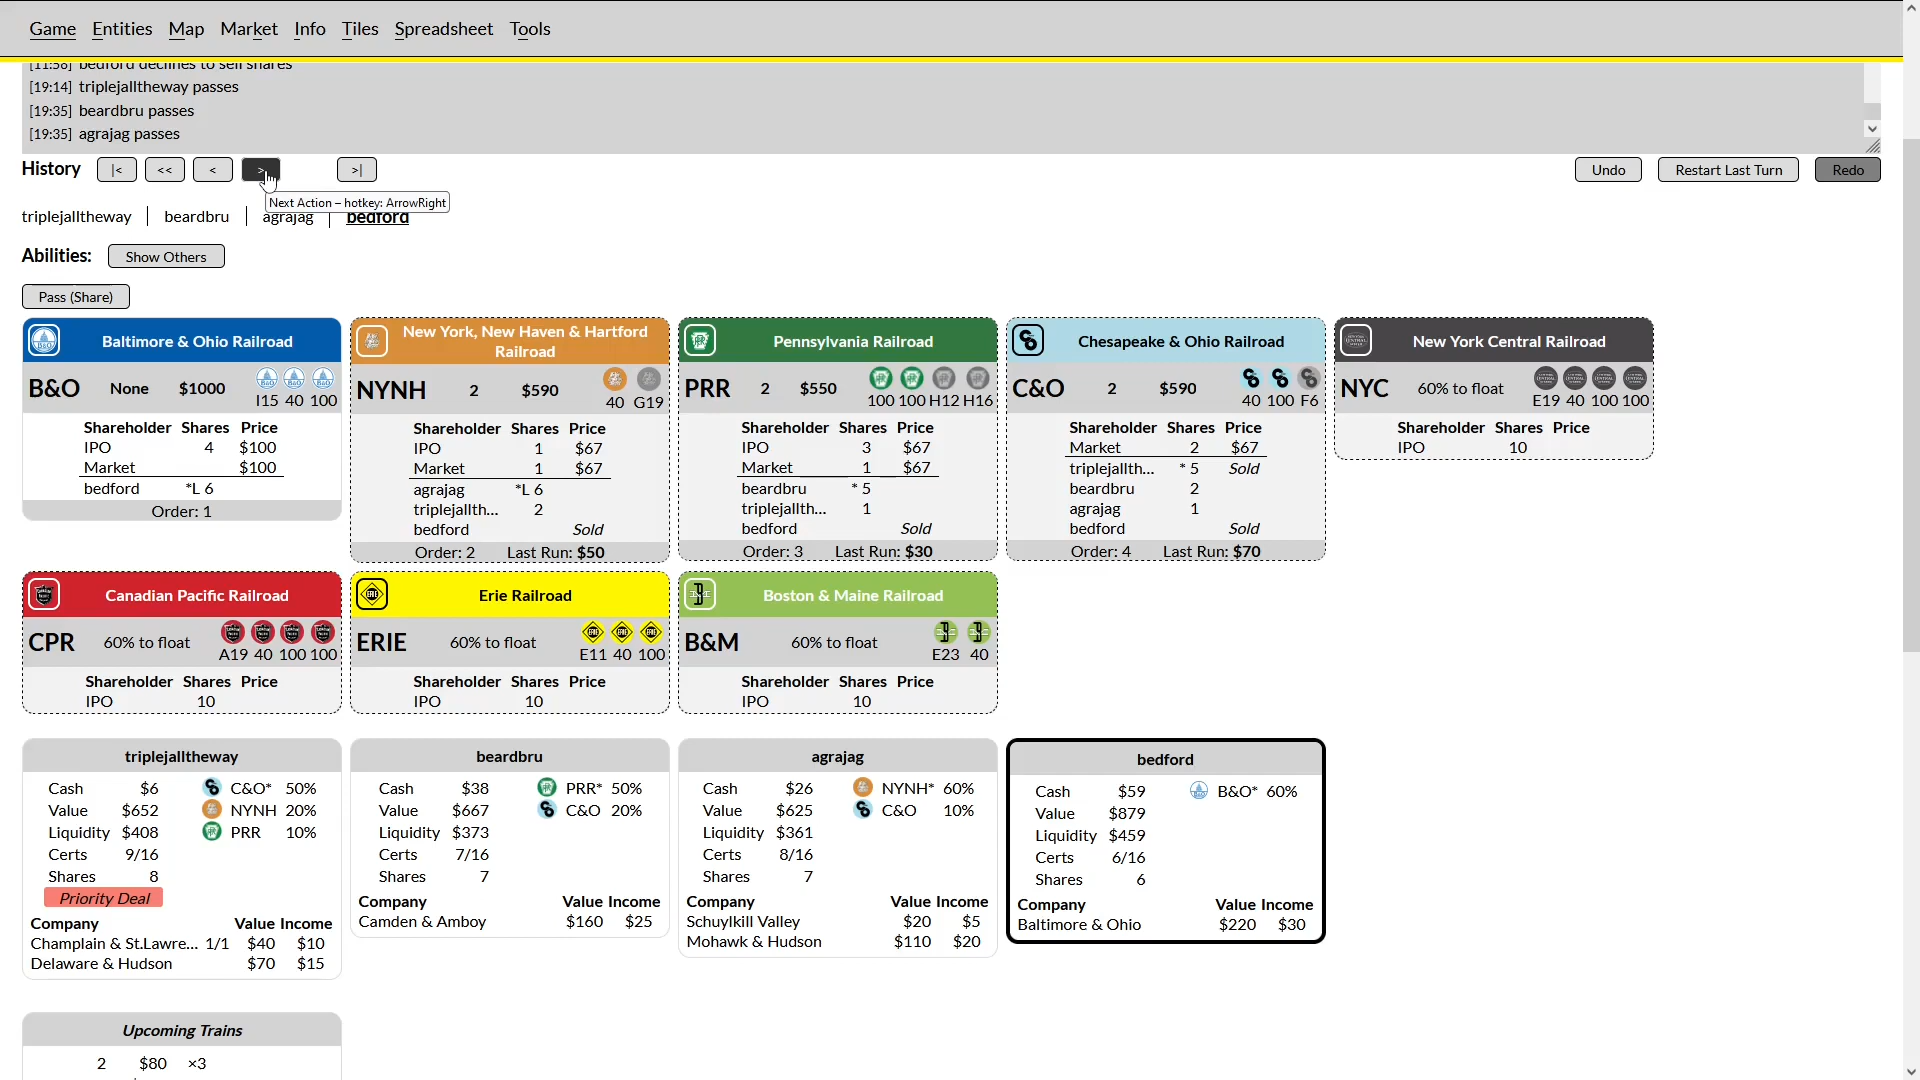 Game Entities Map Market Info Tiles Spreadsheet Tools
[11:56] bedford declines to sell shares
[19:14] triplejalltheway passes
[19:35] beardbru passes
[19:35] agrajag passes
History |< << < > >| Undo Restart Last Turn Redo
Next Action – hotkey: ArrowRight
triplejalltheway beardbru agrajag bedford
Abilities: Show Others
Pass (Share)
Baltimore & Ohio Railroad
B&O None $1000 I15 40 100
Shareholder Shares Price
IPO 4 $100
Market $100
bedford *L 6
Order: 1
New York, New Haven & Hartford
Railroad
NYNH 2 $590 40 G19
Shareholder Shares Price
IPO 1 $67
Market 1 $67
agrajag *L 6
triplejallth... 2
bedford Sold
Order: 2 Last Run: $50
Pennsylvania Railroad
PRR 2 $550 100 100 H12 H16
Shareholder Shares Price
IPO 3 $67
Market 1 $67
beardbru * 5
triplejallth... 1
bedford Sold
Order: 3 Last Run: $30
Chesapeake & Ohio Railroad
C&O 2 $590 40 100 F6
Shareholder Shares Price
Market 2 $67
triplejallth... * 5 Sold
beardbru 2
agrajag 1
bedford Sold
Order: 4 Last Run: $70
New York Central Railroad
NYC 60% to float E19 40 100 100
Shareholder Shares Price
IPO 10
Canadian Pacific Railroad
CPR 60% to float A19 40 100 100
Shareholder Shares Price
IPO 10
Erie Railroad
ERIE 60% to float E11 40 100
Shareholder Shares Price
IPO 10
Boston & Maine Railroad
B&M 60% to float E23 40
Shareholder Shares Price
IPO 10
triplejalltheway
Cash $6 C&O* 50%
Value $652 NYNH 20%
Liquidity $408 PRR 10%
Certs 9/16
Shares 8
Priority Deal
Company Value Income
Champlain & St.Lawre... 1/1 $40 $10
Delaware & Hudson $70 $15
beardbru
Cash $38 PRR* 50%
Value $667 C&O 20%
Liquidity $373
Certs 7/16
Shares 7
Company Value Income
Camden & Amboy $160 $25
agrajag
Cash $26 NYNH* 60%
Value $625 C&O 10%
Liquidity $361
Certs 8/16
Shares 7
Company Value Income
Schuylkill Valley $20 $5
Mohawk & Hudson $110 $20
bedford
Cash $59 B&O* 60%
Value $879
Liquidity $459
Certs 6/16
Shares 6
Company Value Income
Baltimore & Ohio $220 $30
Upcoming Trains
2 $80 ×3